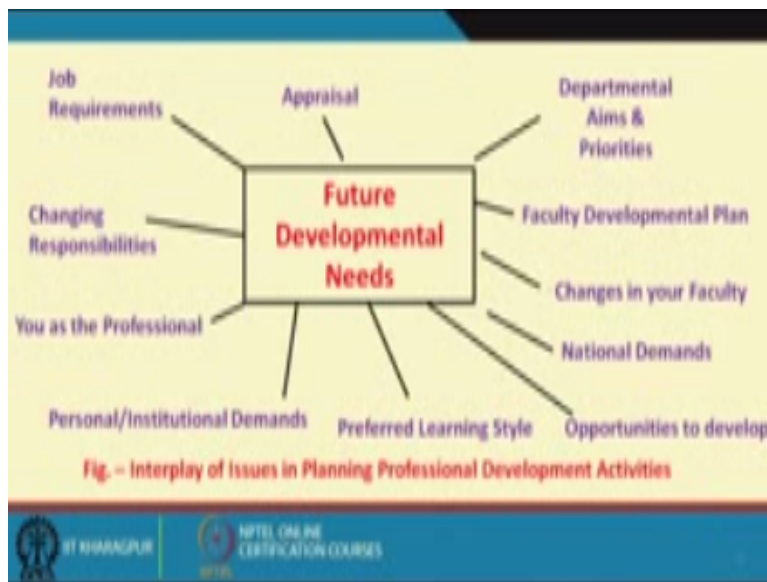 Job
Requirements
Appraisal
Departmental
Aims &
Priorities
Future
Developmental
Needs
Changing
Responsibilities
Faculty Developmental Plan
Changes in your Faculty
You as the Professional
National Demands
Personal/Institutional Demands
Preferred Learning Style
Opportunities to develop
Fig. – Interplay of Issues in Planning Professional Development Activities
IIT KHARAGPUR
NPTEL
NPTEL ONLINE
CERTIFICATION COURSES